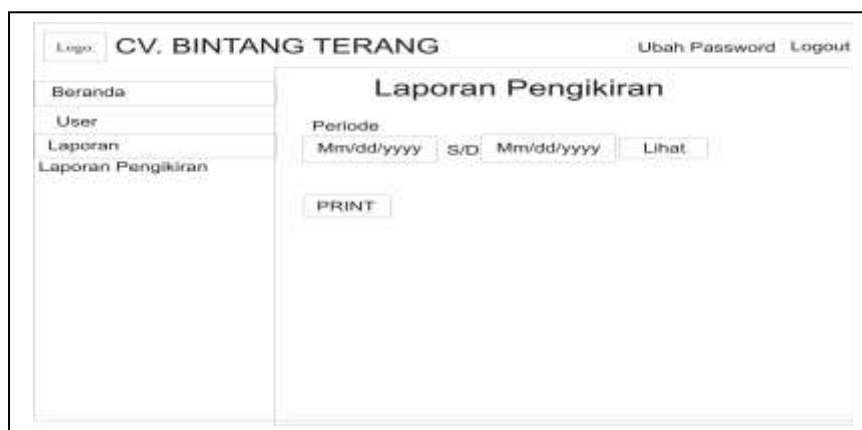 Logo CV. BINTANG TERANG Ubah Password Logout
Beranda
User
Laporan
Laporan Pengikiran
Laporan Pengikiran
Periode
Mm/dd/yyyy S/D Mm/dd/yyyy Lihat
PRINT